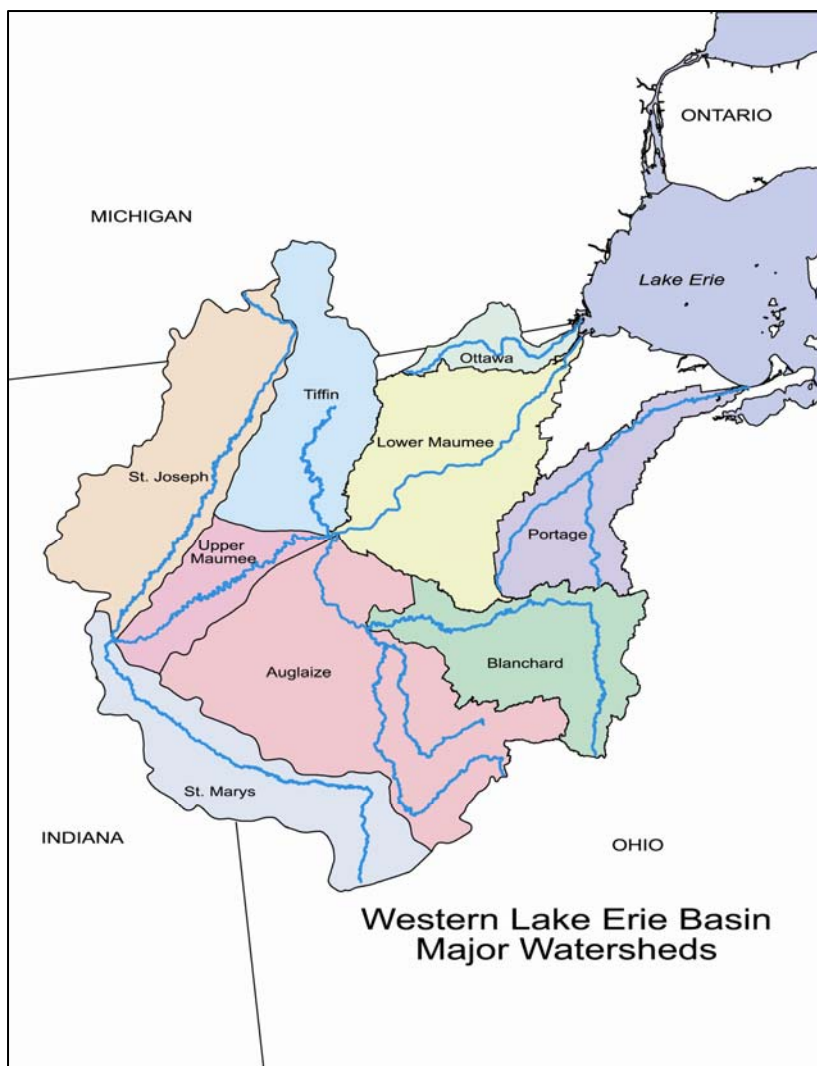 ONTARIO
MICHIGAN
Lake Erie
Ottawa
Tiffin
Lower Maumee
St. Joseph
Portage
Upper
Maumee
Blanchard
Auglaize
St. Marys
INDIANA
OHIO
Western Lake Erie Basin
Major Watersheds